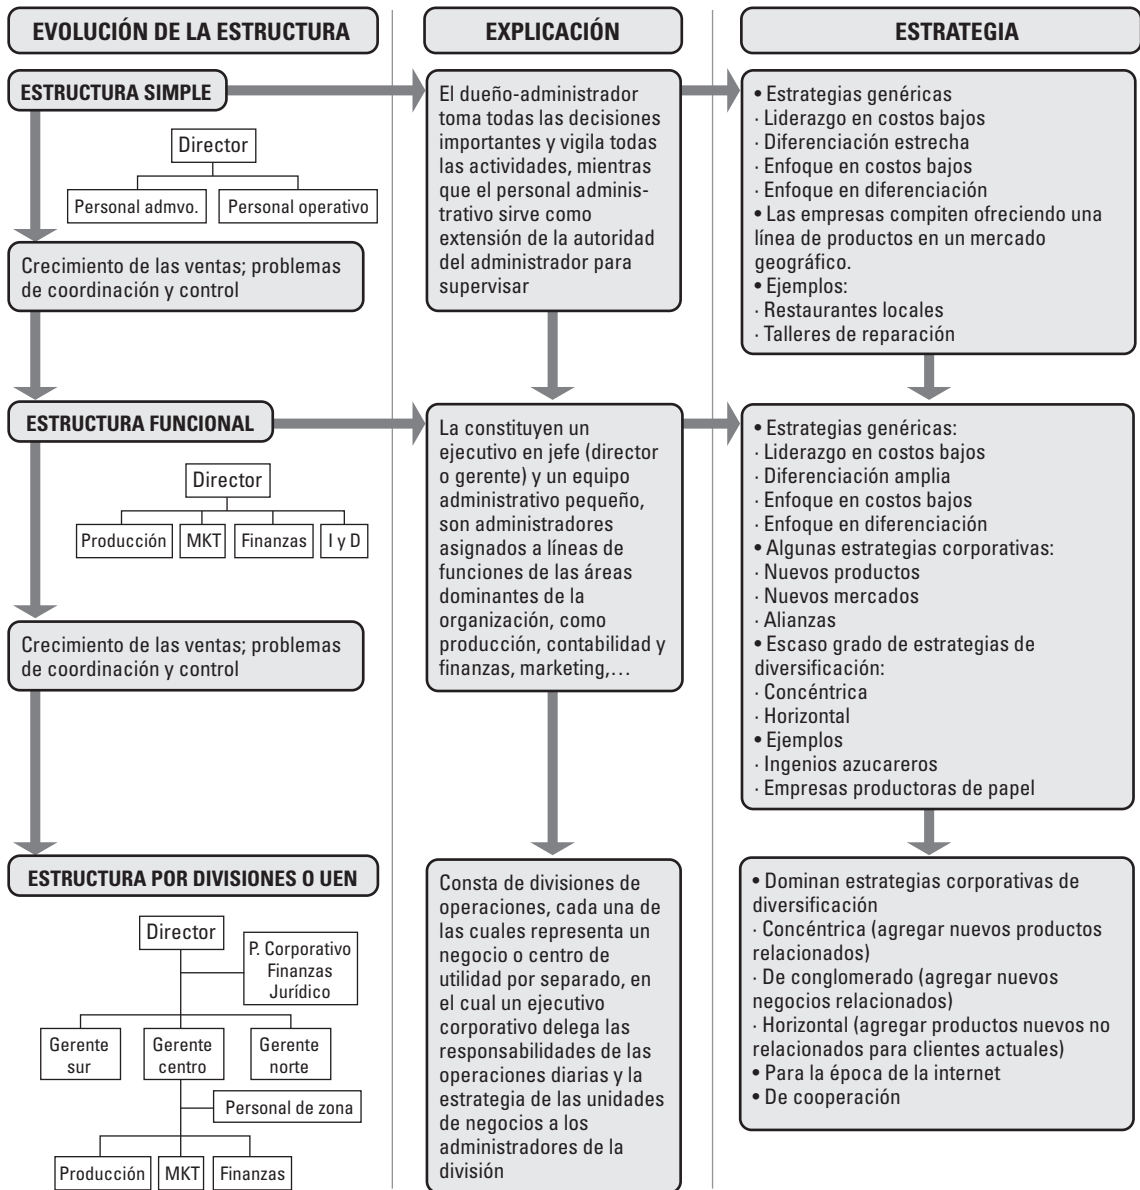 EVOLUCIÓN DE LA ESTRUCTURA
EXPLICACIÓN
ESTRATEGIA
ESTRUCTURA SIMPLE
Director
Personal admvo.
Personal operativo
Crecimiento de las ventas; problemas
de coordinación y control
El dueño-administrador
toma todas las decisiones
importantes y vigila todas
las actividades, mientras
que el personal adminis-
trativo sirve como
extensión de la autoridad
del administrador para
supervisar
• Estrategias genéricas
· Liderazgo en costos bajos
· Diferenciación estrecha
· Enfoque en costos bajos
· Enfoque en diferenciación
• Las empresas compiten ofreciendo una
línea de productos en un mercado
geográfico.
• Ejemplos:
· Restaurantes locales
· Talleres de reparación
ESTRUCTURA FUNCIONAL
Director
Producción
MKT
Finanzas
I y D
Crecimiento de las ventas; problemas
de coordinación y control
La constituyen un
ejecutivo en jefe (director
o gerente) y un equipo
administrativo pequeño,
son administradores
asignados a líneas de
funciones de las áreas
dominantes de la
organización, como
producción, contabilidad y
finanzas, marketing,…
• Estrategias genéricas:
· Liderazgo en costos bajos
· Diferenciación amplia
· Enfoque en costos bajos
· Enfoque en diferenciación
• Algunas estrategias corporativas:
· Nuevos productos
· Nuevos mercados
· Alianzas
• Escaso grado de estrategias de
diversificación:
· Concéntrica
· Horizontal
• Ejemplos
· Ingenios azucareros
· Empresas productoras de papel
ESTRUCTURA POR DIVISIONES O UEN
Director
P. Corporativo
Finanzas
Jurídico
Gerente
sur
Gerente
centro
Gerente
norte
Personal de zona
Producción
MKT
Finanzas
Consta de divisiones de
operaciones, cada una de
las cuales representa un
negocio o centro de
utilidad por separado, en
el cual un ejecutivo
corporativo delega las
responsabilidades de las
operaciones diarias y la
estrategia de las unidades
de negocios a los
administradores de la
división
• Dominan estrategias corporativas de
diversificación
· Concéntrica (agregar nuevos productos
relacionados)
· De conglomerado (agregar nuevos
negocios relacionados)
· Horizontal (agregar productos nuevos no
relacionados para clientes actuales)
• Para la época de la internet
• De cooperación